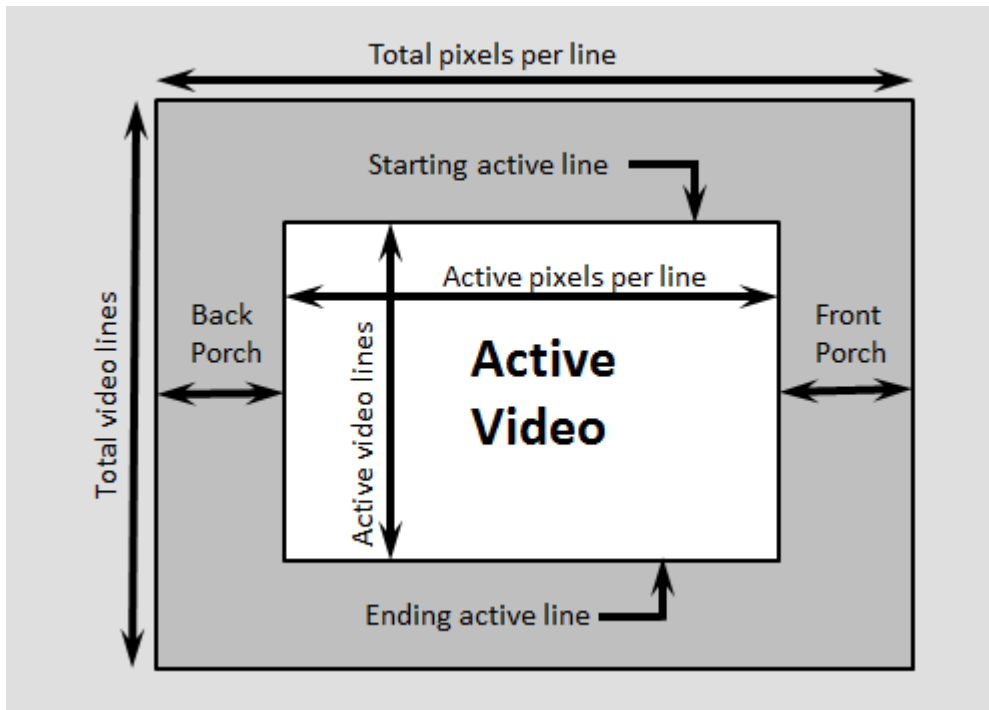 Total pixels per line
Starting active line
Active pixels per line
Back
Porch
Front
Porch
Total video lines
Active video lines
Active
Video
Ending active line